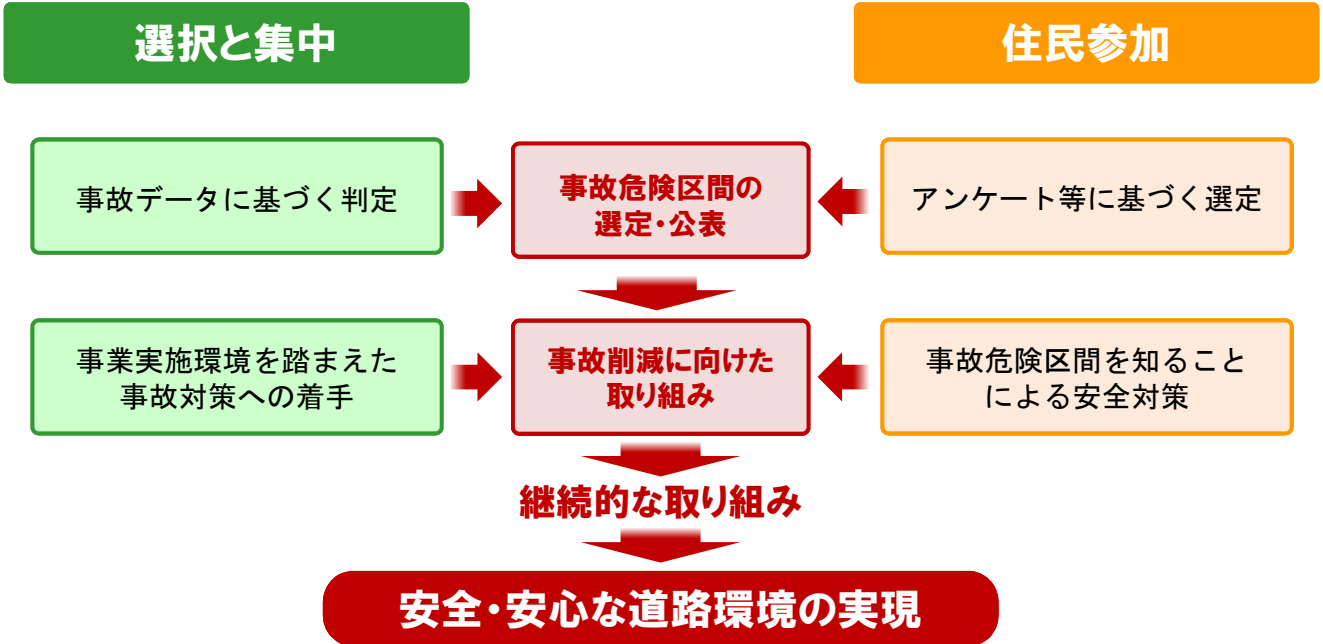 選択と集中
住民参加
事故データに基づく判定
事故危険区間の
選定・公表
アンケート等に基づく選定
事業実施環境を踏まえた
事故対策への着手
事故削減に向けた
取り組み
事故危険区間を知ること
による安全対策
継続的な取り組み
安全・安心な道路環境の実現